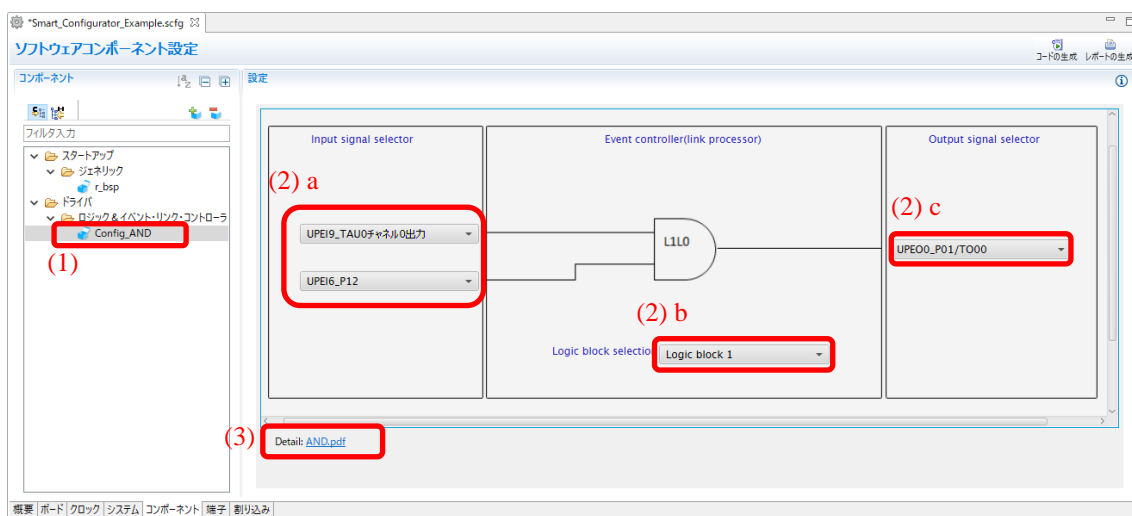 *Smart_Configurator_Example.scfg
ソフトウェアコンポーネント設定
コードの生成 レポートの生成
コンポーネント
設定
フィルタ入力
スタートアップ
ジェネリック
r_bsp
ドライバ
ロジック＆イベント・リンク・コントローラ
Config_AND
(1)
Input signal selector
Event controller(link processor)
Output signal selector
(2) a
UPEI9_TAU0チャネル0出力
UPEI6_P12
L1L0
(2) c
UPEO0_P01/TO00
(2) b
Logic block selection
Logic block 1
(3)
Detail: AND.pdf
概要 ボード クロック システム コンポーネント 端子 割り込み